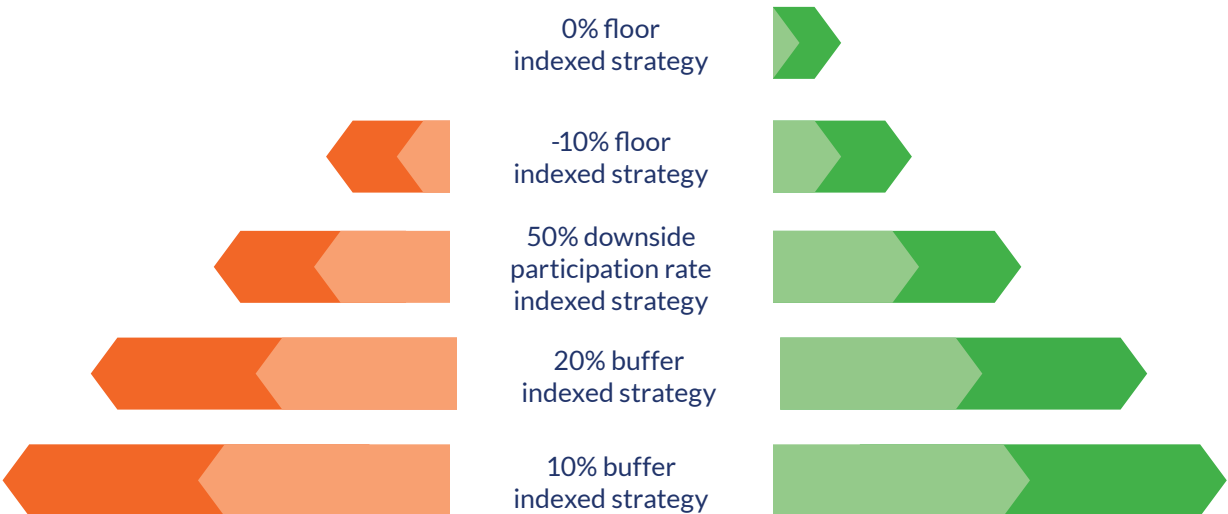 0% floor
indexed strategy
-10% floor
indexed strategy
50% downside
participation rate
indexed strategy
20% buffer
indexed strategy
10% buffer
indexed strategy